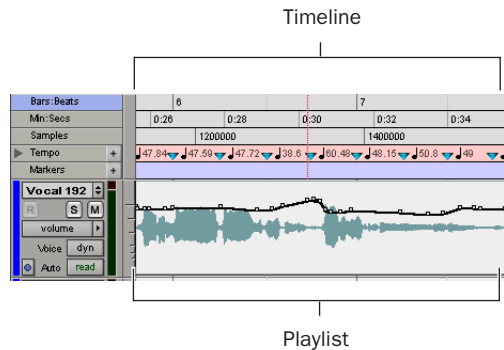 Timeline
Bars:Beats 6 7
Min:Secs 0:26 0:28 0:30 0:32 0:34
Samples 1200000 1400000
Tempo + 47.84 47.59 47.72 38.6 60.48 48.15 50.8 49
Markers +
Vocal 192
R S M
volume
Voice dyn
Auto read
Playlist